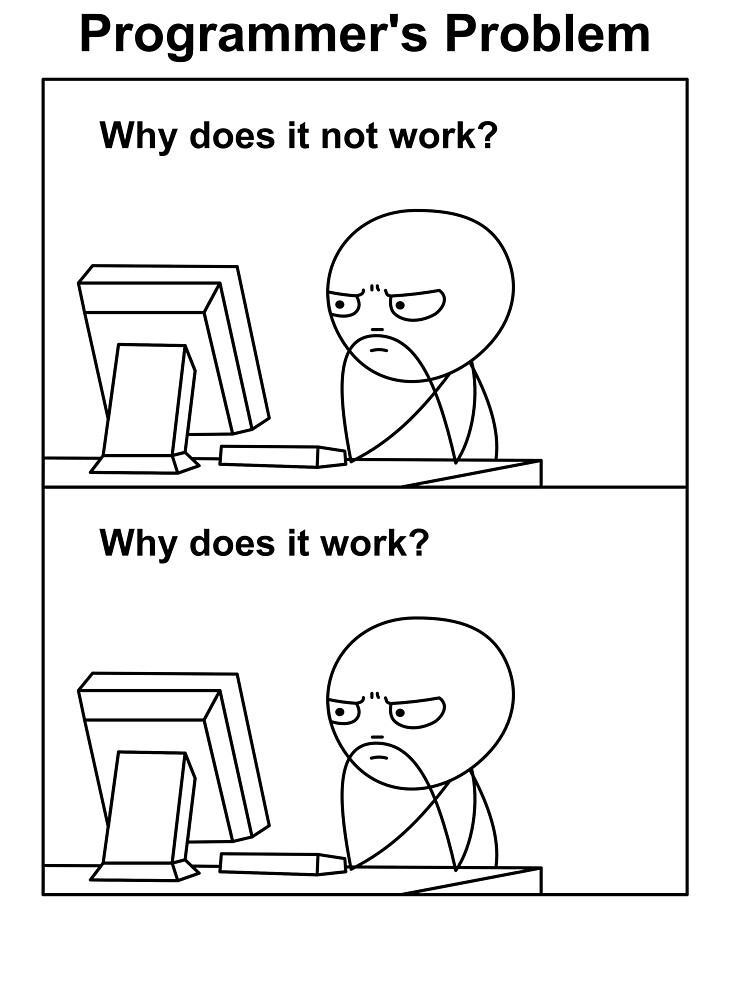 Programmer's Problem
Why does it not work?
Why does it work?